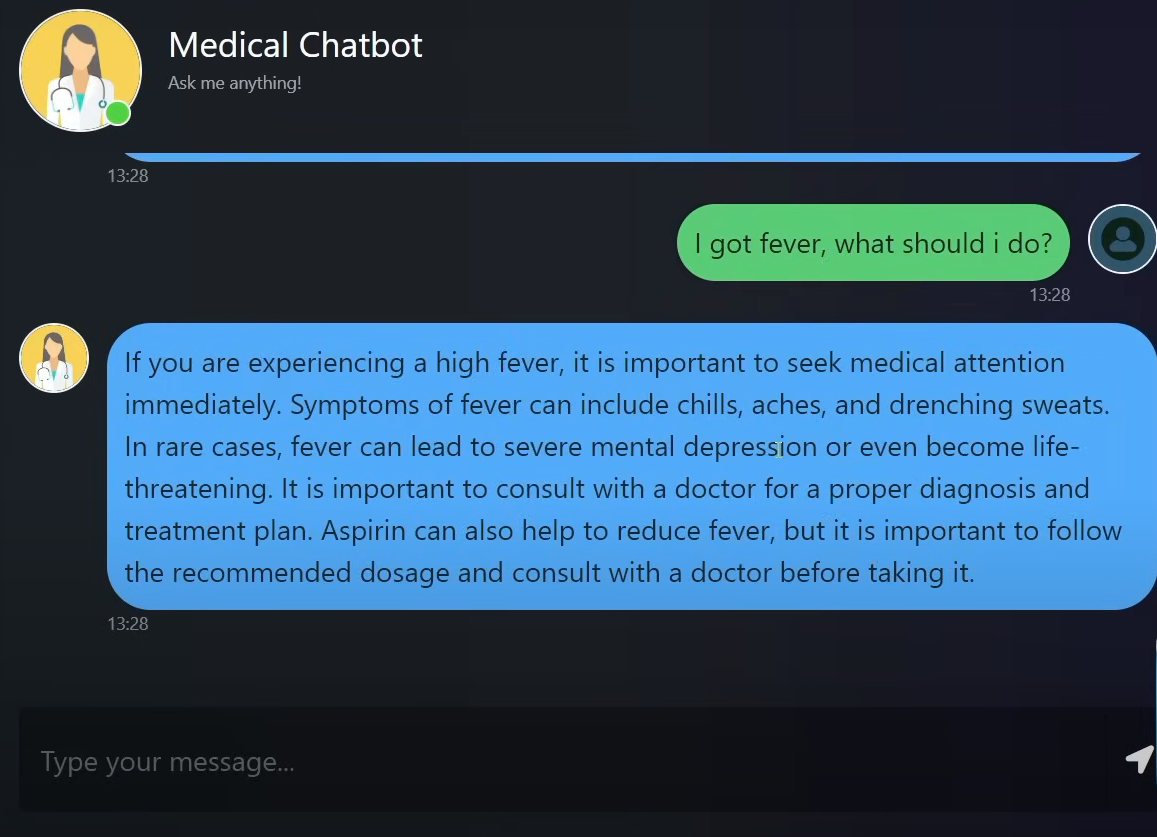 Medical Chatbot
Ask me anything!
13:28
I got fever, what should i do?
13:28
If you are experiencing a high fever, it is important to seek medical attention
immediately. Symptoms of fever can include chills, aches, and drenching sweats.
In rare cases, fever can lead to severe mental depression or even become life-
threatening. It is important to consult with a doctor for a proper diagnosis and
treatment plan. Aspirin can also help to reduce fever, but it is important to follow
the recommended dosage and consult with a doctor before taking it.
13:28
Type your message...